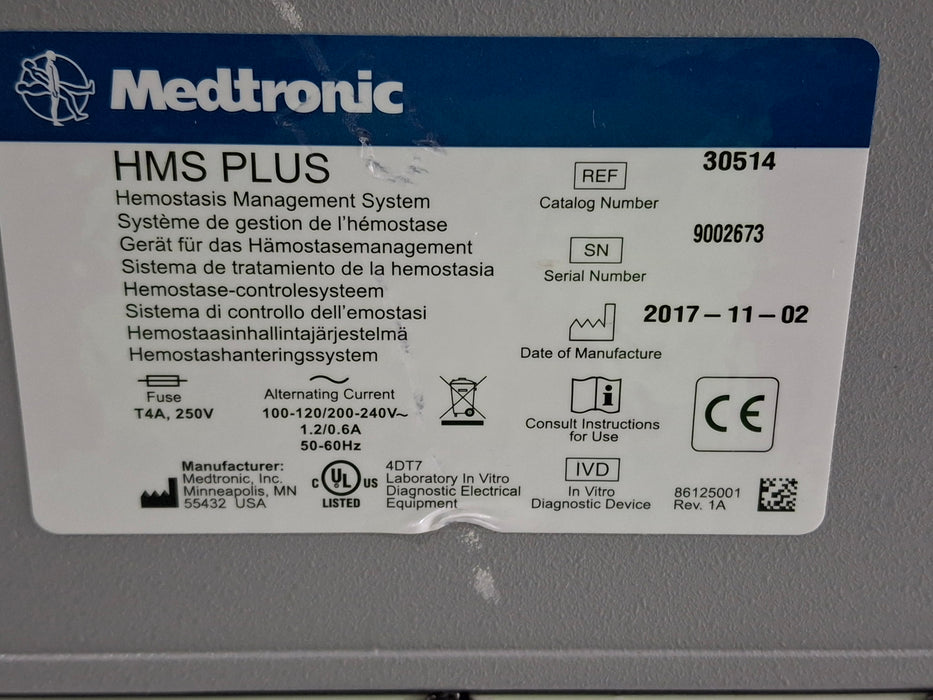 Medtronic
HMS PLUS
Hemostasis Management System
Système de gestion de l'hémostase
Gerät für das Hämostasemanagement
Sistema de tratamiento de la hemostasia
Hemostase-controlesysteem
Sistema di controllo dell'emostasi
Hemostaasinhallintajärjestelmä
Hemostashanteringssystem
REF
30514
Catalog Number
SN
9002673
Serial Number
2017-11-02
Date of Manufacture
Fuse
T4A, 250V
Alternating Current
100-120/200-240V~
1.2/0.6A
50-60Hz
Consult Instructions
for Use
CE
Manufacturer:
Medtronic, Inc.
Minneapolis, MN
55432 USA
C UL US
LISTED
4DT7
Laboratory In Vitro
Diagnostic Electrical
Equipment
IVD
In Vitro
Diagnostic Device
86125001
Rev. 1A